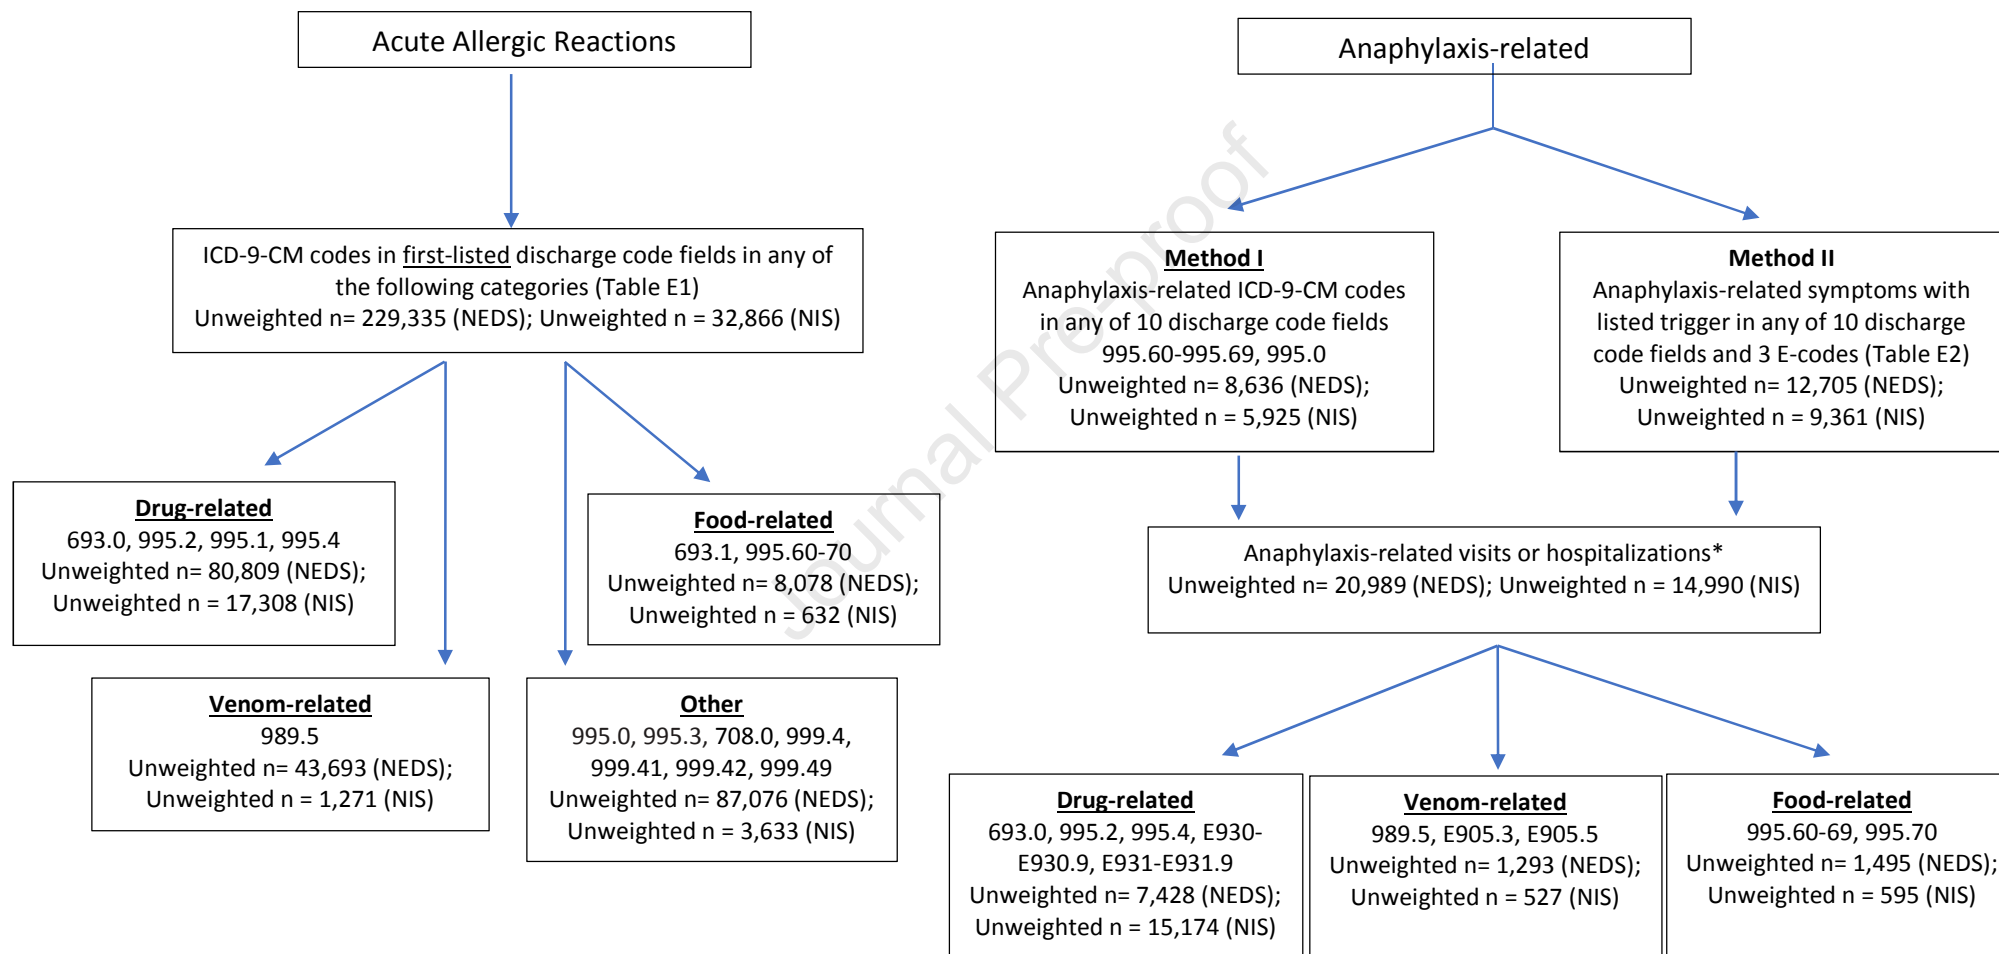 Acute Allergic Reactions
ICD-9-CM codes in first-listed discharge code fields in any of
the following categories (Table E1)
Unweighted n= 229,335 (NEDS); Unweighted n = 32,866 (NIS)
Drug-related
693.0, 995.2, 995.1, 995.4
Unweighted n= 80,809 (NEDS);
Unweighted n = 17,308 (NIS)
Food-related
693.1, 995.60-70
Unweighted n= 8,078 (NEDS);
Unweighted n = 632 (NIS)
Venom-related
989.5
Unweighted n= 43,693 (NEDS);
Unweighted n = 1,271 (NIS)
Other
995.0, 995.3, 708.0, 999.4,
999.41, 999.42, 999.49
Unweighted n= 87,076 (NEDS);
Unweighted n = 3,633 (NIS)
Anaphylaxis-related
Method I
Anaphylaxis-related ICD-9-CM codes
in any of 10 discharge code fields
995.60-995.69, 995.0
Unweighted n= 8,636 (NEDS);
Unweighted n = 5,925 (NIS)
Method II
Anaphylaxis-related symptoms with
listed trigger in any of 10 discharge
code fields and 3 E-codes (Table E2)
Unweighted n= 12,705 (NEDS);
Unweighted n = 9,361 (NIS)
Anaphylaxis-related visits or hospitalizations*
Unweighted n= 20,989 (NEDS); Unweighted n = 14,990 (NIS)
Drug-related
693.0, 995.2, 995.4, E930-
E930.9, E931-E931.9
Unweighted n= 7,428 (NEDS);
Unweighted n = 15,174 (NIS)
Venom-related
989.5, E905.3, E905.5
Unweighted n= 1,293 (NEDS);
Unweighted n = 527 (NIS)
Food-related
995.60-69, 995.70
Unweighted n= 1,495 (NEDS);
Unweighted n = 595 (NIS)
Journal Pre-proof